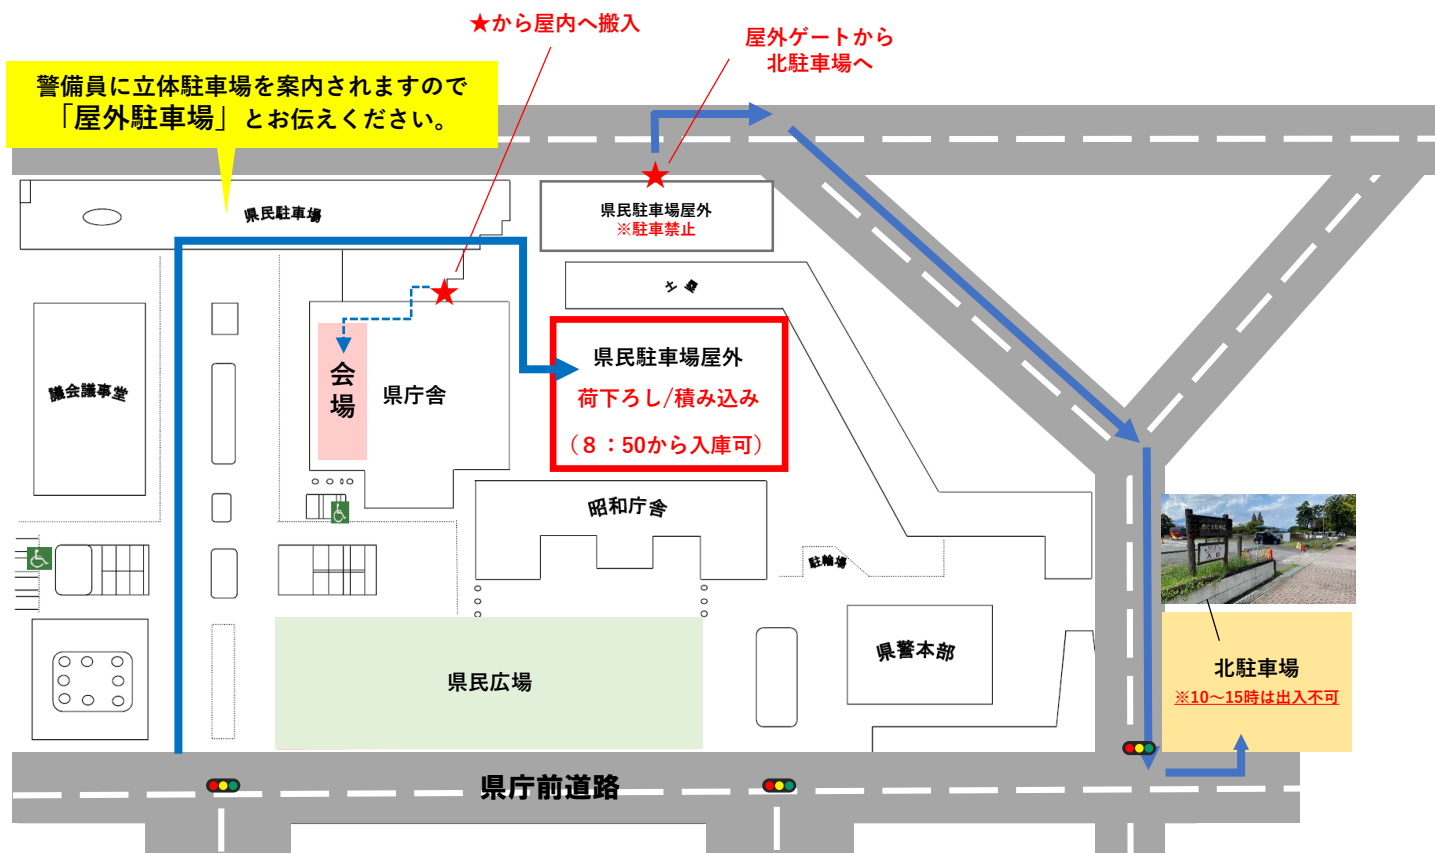 ★から屋内へ搬入
屋外ゲートから
北駐車場へ
警備員に立体駐車場を案内されますので
「屋外駐車場」とお伝えください。
県民駐車場
県民駐車場屋外
※駐車禁止
土塁
県民駐車場屋外
荷下ろし/積み込み
（8：50から入庫可）
会場
県庁舎
議会議事堂
昭和庁舎
駐輪場
県警本部
県民広場
北駐車場
※10～15時は出入不可
県庁前道路